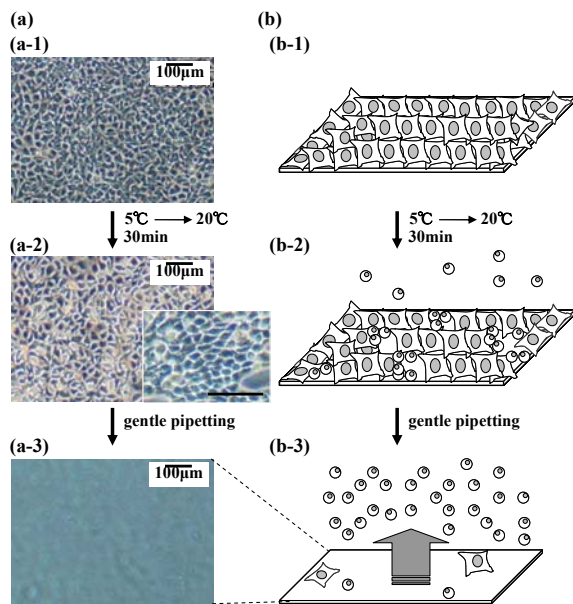 (a)
(b)
(a-1)
(b-1)
100μm
5℃ → 20℃
30min
5℃ → 20℃
30min
(a-2)
(b-2)
100μm
gentle pipetting
gentle pipetting
(a-3)
(b-3)
100μm